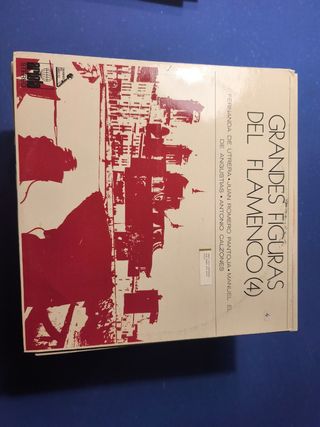 GRANDES FIGURAS
DEL FLAMENCO (4)
FERNANDA DE UTRERA • JUAN ROMERO PANTOJA • MANUEL EL
DE ANGUSTIAS • ANTONIO CALZONES